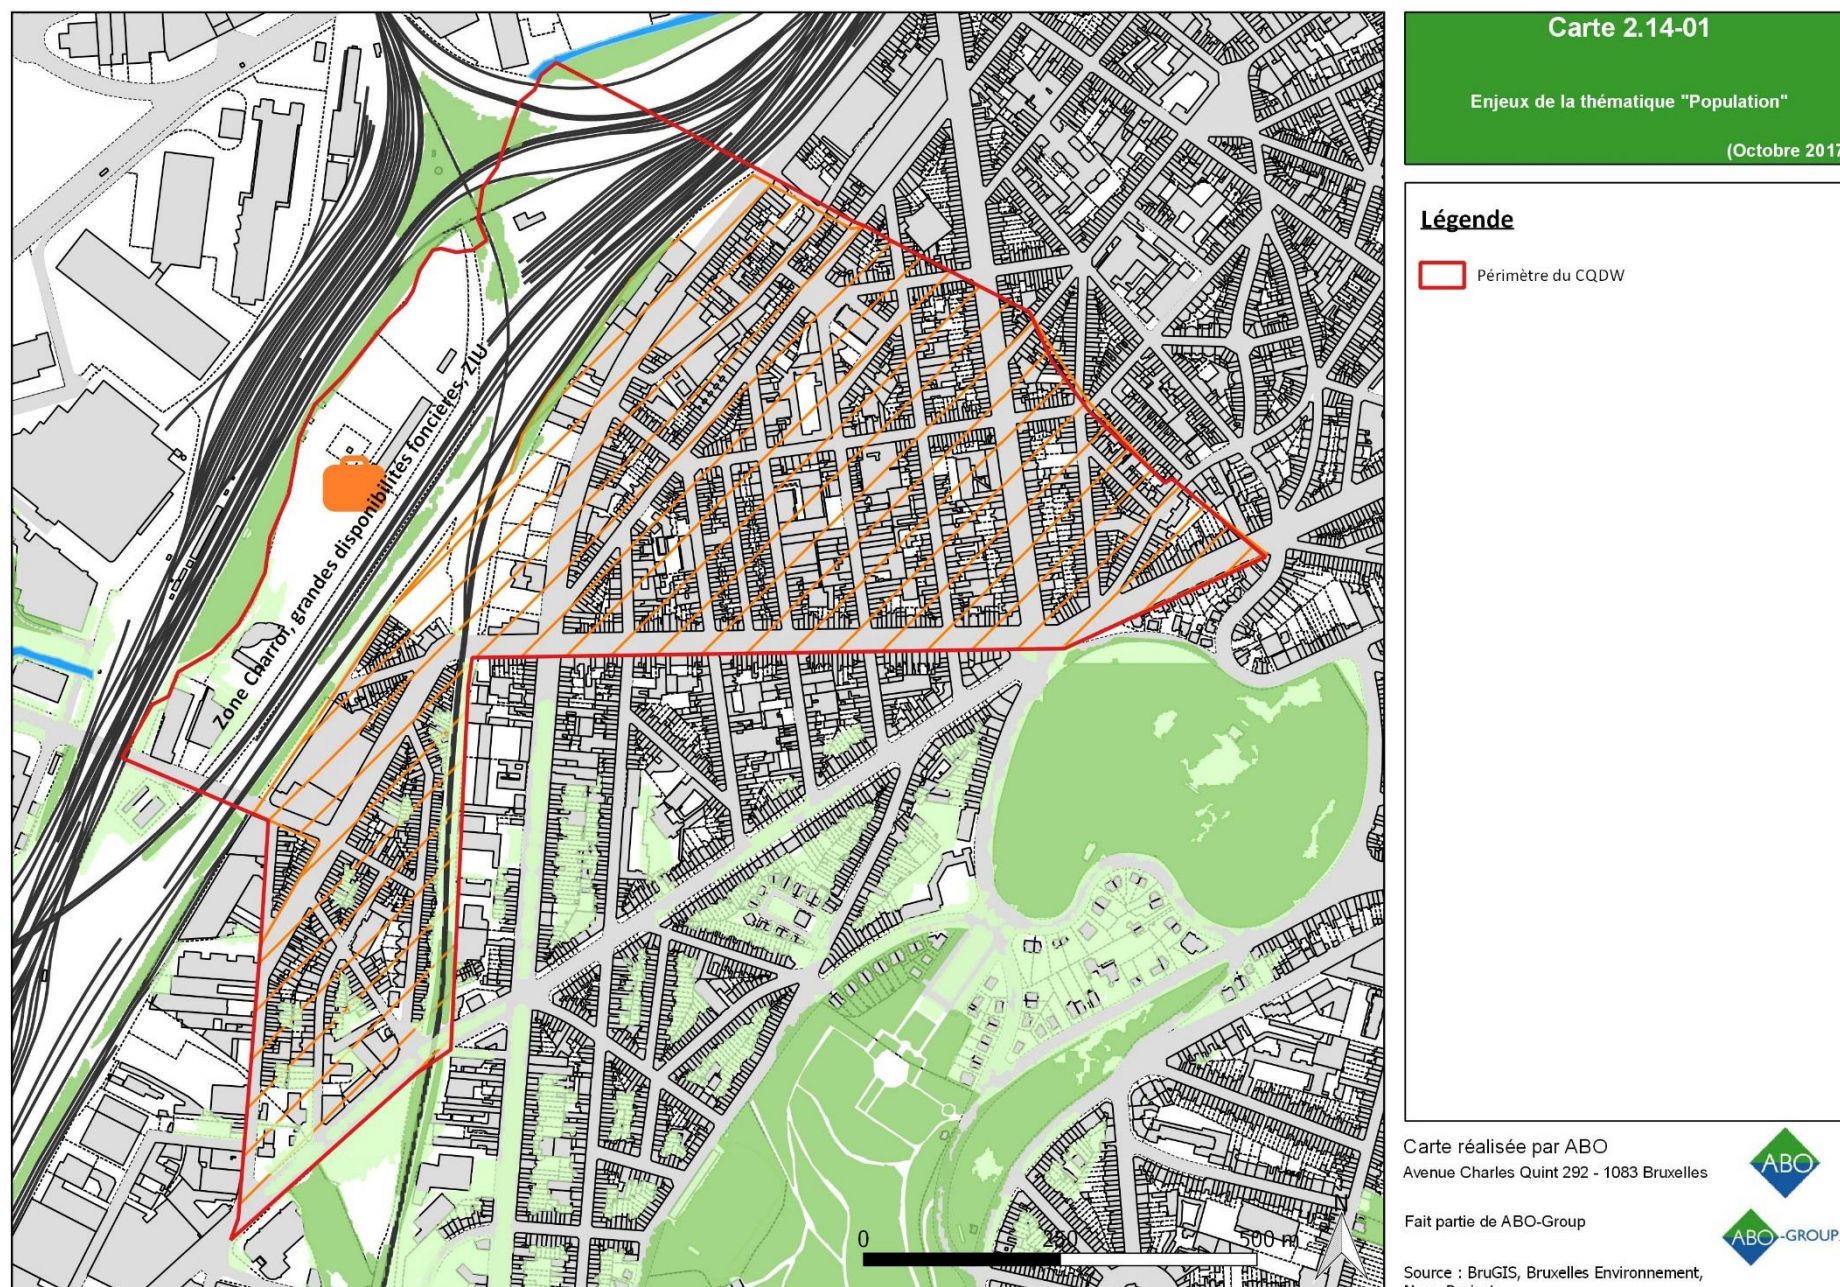 Carte 2.14-01
Enjeux de la thématique "Population"
(Octobre 2017
Légende
Périmètre du CQDW
Zone Charroi, grandes disponibilités foncières, ZIU
0 250 500 m
Carte réalisée par ABO
Avenue Charles Quint 292 - 1083 Bruxelles
ABO
Fait partie de ABO-Group
ABO-GROUP
Source : BruGIS, Bruxelles Environnement,